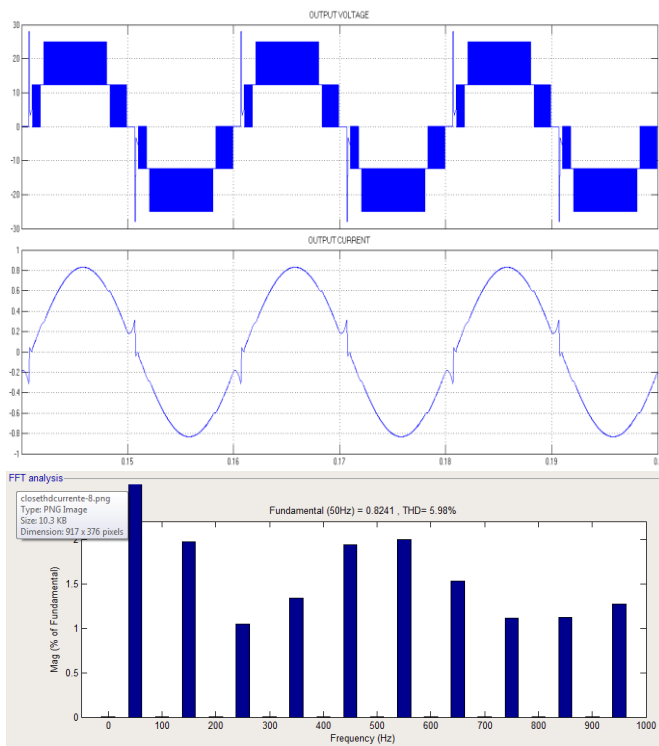 OUTPUT VOLTAGE
30
20
10
0
-10
-20
-30
OUTPUT CURRENT
1
0.8
0.6
0.4
0.2
0
-0.2
-0.4
-0.6
-0.8
-1
0.15 0.16 0.17 0.18 0.19
FFT analysis
closethdcurrente-8.png
Type: PNG Image
Size: 10.3 KB
Dimension: 917 x 376 pixels
Fundamental (50Hz) = 0.8241 , THD= 5.98%
Mag (% of Fundamental)
1.5
1
0.5
0
0 100 200 300 400 500 600 700 800 900 1000
Frequency (Hz)